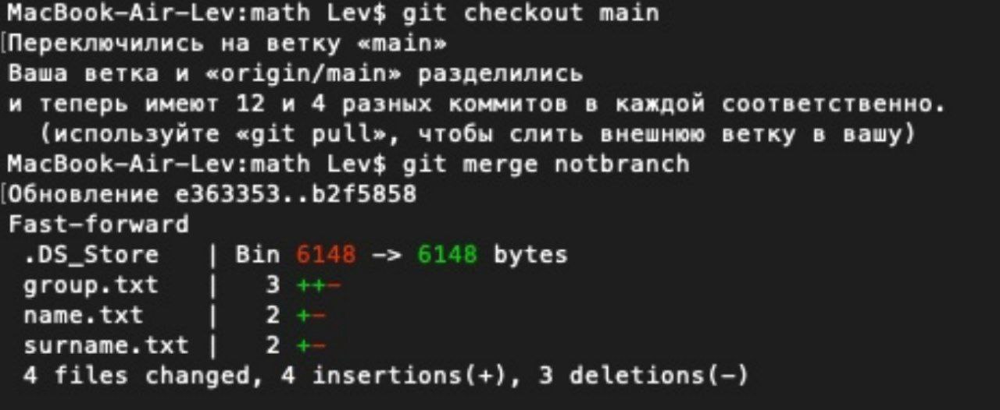 MacBook-Air-Lev:math Lev$ git checkout main
[Переключились на ветку «main»
Ваша ветка и «origin/main» разделились
и теперь имеют 12 и 4 разных коммитов в каждой соответственно.
(используйте «git pull», чтобы слить внешнюю ветку в вашу)
MacBook-Air-Lev:math Lev$ git merge notbranch
[Обновление e363353..b2f5858
Fast-forward
.DS_Store | Bin 6148 -> 6148 bytes
group.txt | 3 ++-
name.txt | 2 +-
surname.txt | 2 +-
4 files changed, 4 insertions(+), 3 deletions(-)